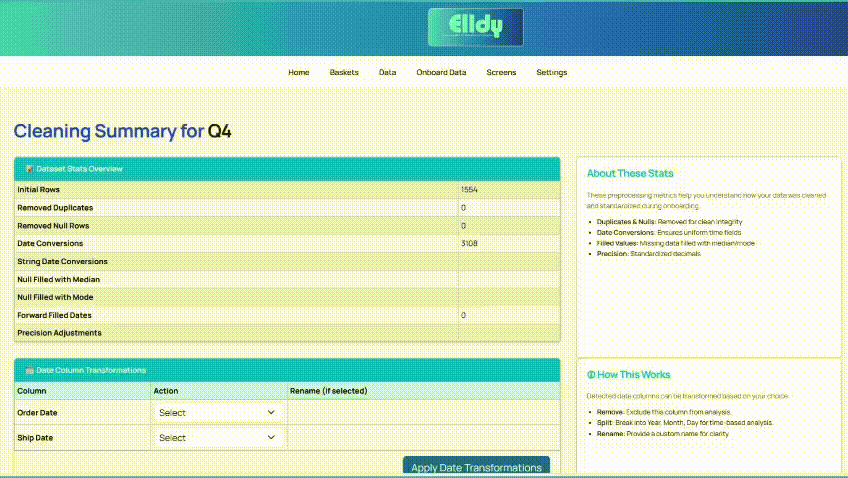 Elldy
Home Baskets Data Onboard Data Screens Settings
Cleaning Summary for Q4
Dataset Stats Overview
Initial Rows 1554
Removed Duplicates 0
Removed Null Rows 0
Date Conversions 3108
String Date Conversions
Null Filled with Median
Null Filled with Mode
Forward Filled Dates 0
Precision Adjustments
About These Stats
These preprocessing metrics help you understand how your data was cleaned
and standardized during onboarding.
• Duplicates & Nulls: Removed for clean integrity
• Date Conversions: Ensures uniform time fields
• Filled Values: Missing data filled with median/mode
• Precision: Standardized decimals
Date Column Transformations
Column Action Rename (if selected)
Order Date Select
Ship Date Select
Apply Date Transformations
How This Works
Detected date columns can be transformed based on your choice.
• Remove: Exclude this column from analysis.
• Split: Break into Year, Month, Day for time-based analysis.
• Rename: Provide a custom name for clarity